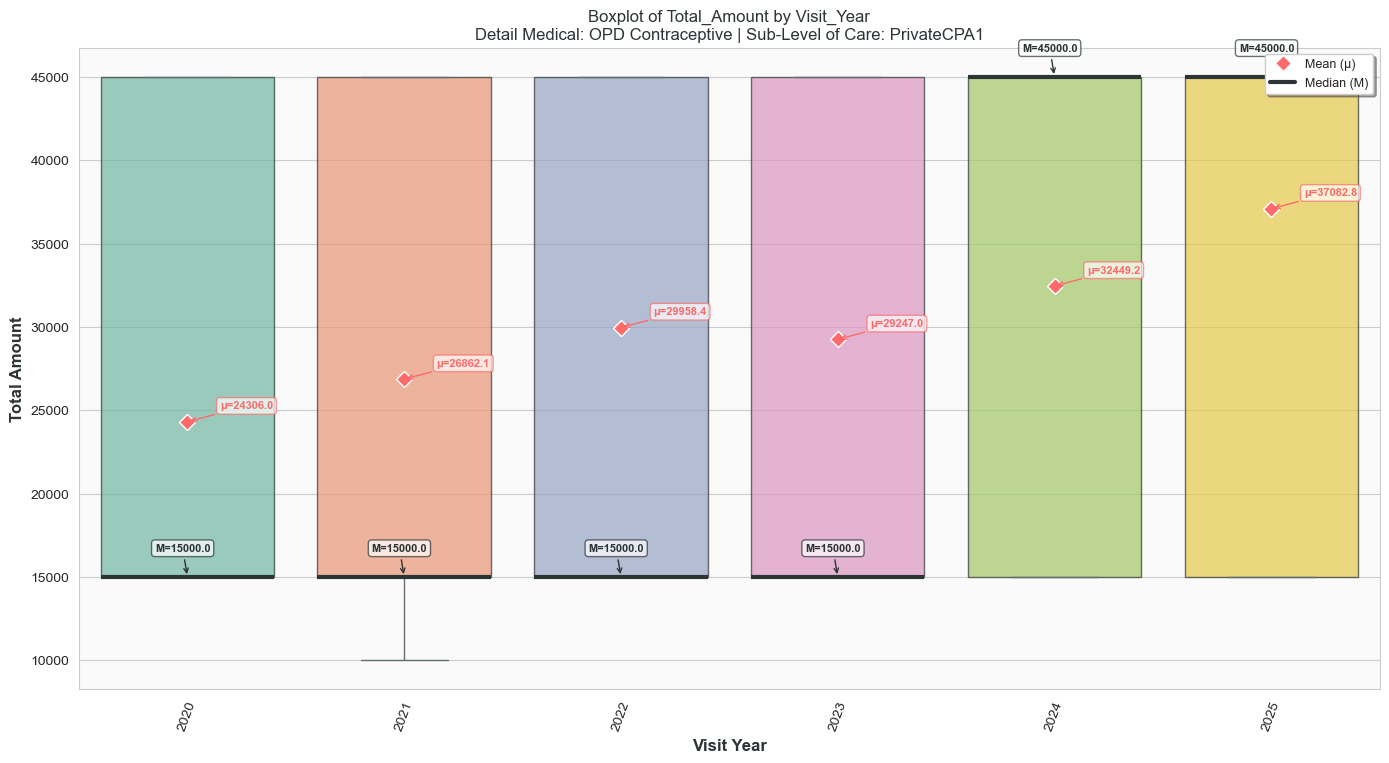 Boxplot of Total_Amount by Visit_Year
Detail Medical: OPD Contraceptive | Sub-Level of Care: PrivateCPA1
M=45000.0
M=45000.0
Mean (μ)
Median (M)
45000
40000
35000
30000
25000
20000
15000
10000
Total Amount
μ=24306.0
μ=26862.1
μ=29958.4
μ=29247.0
μ=32449.2
μ=37082.8
M=15000.0
M=15000.0
M=15000.0
M=15000.0
2020
2021
2022
2023
2024
2025
Visit Year